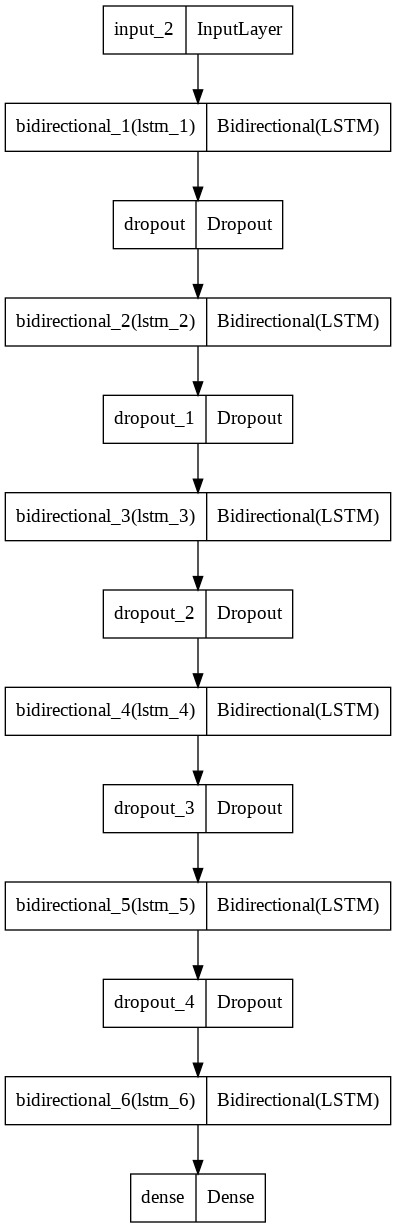 input_2 InputLayer
bidirectional_1(lstm_1) Bidirectional(LSTM)
dropout Dropout
bidirectional_2(lstm_2) Bidirectional(LSTM)
dropout_1 Dropout
bidirectional_3(lstm_3) Bidirectional(LSTM)
dropout_2 Dropout
bidirectional_4(lstm_4) Bidirectional(LSTM)
dropout_3 Dropout
bidirectional_5(lstm_5) Bidirectional(LSTM)
dropout_4 Dropout
bidirectional_6(lstm_6) Bidirectional(LSTM)
dense Dense